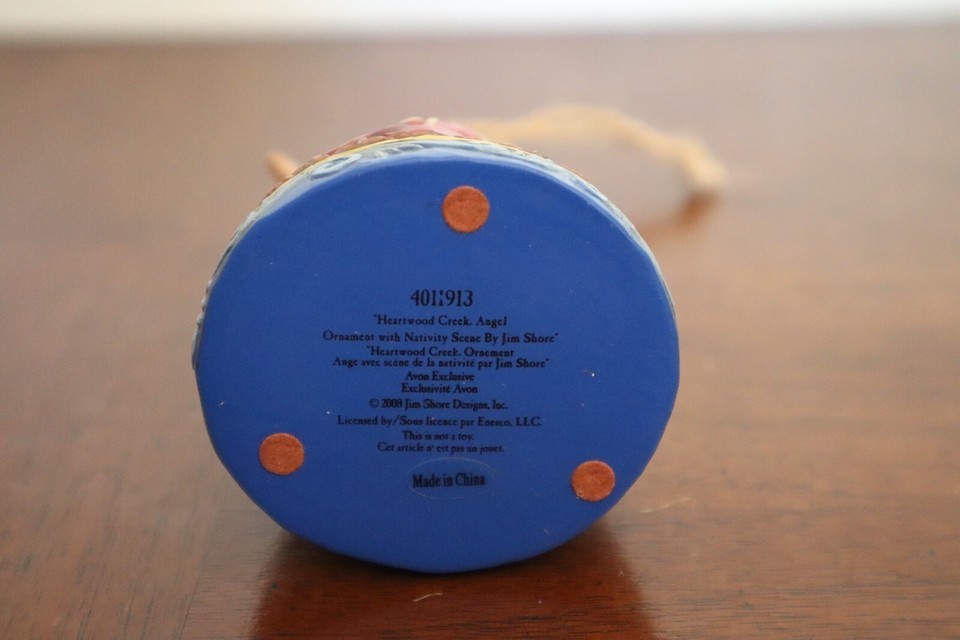 4011913
"Heartwood Creek. Angel
Ornament with Nativity Scene By Jim Shore"
"Heartwood Creek. Ornement
Ange avec scène de la nativité par Jim Shore"
Avon Exclusive
Exclusivité Avon
© 2008 Jim Shore Designs, Inc.
Licensed by/Sous licence par Enesco, LLC.
This is not a toy.
Cet article n'est pas un jouet.
Made in China